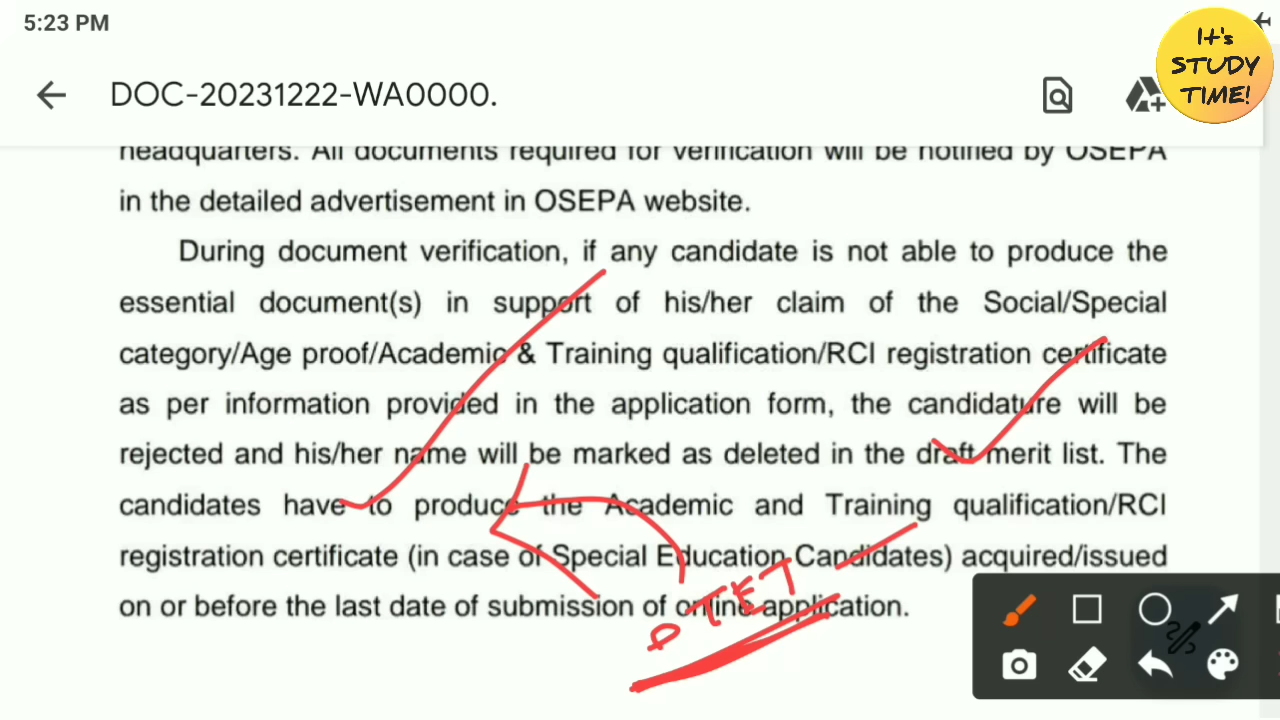 5:23 PM
It's
STUDY
TIME!
DOC-20231222-WA0000.
headquarters. All documents required for verification will be notified by OSEPA
in the detailed advertisement in OSEPA website.
During document verification, if any candidate is not able to produce the
essential document(s) in support of his/her claim of the Social/Special
category/Age proof/Academic & Training qualification/RCI registration certificate
as per information provided in the application form, the candidature will be
rejected and his/her name will be marked as deleted in the draft merit list. The
candidates have to produce the Academic and Training qualification/RCI
registration certificate (in case of Special Education Candidates) acquired/issued
on or before the last date of submission of online application.
OTET